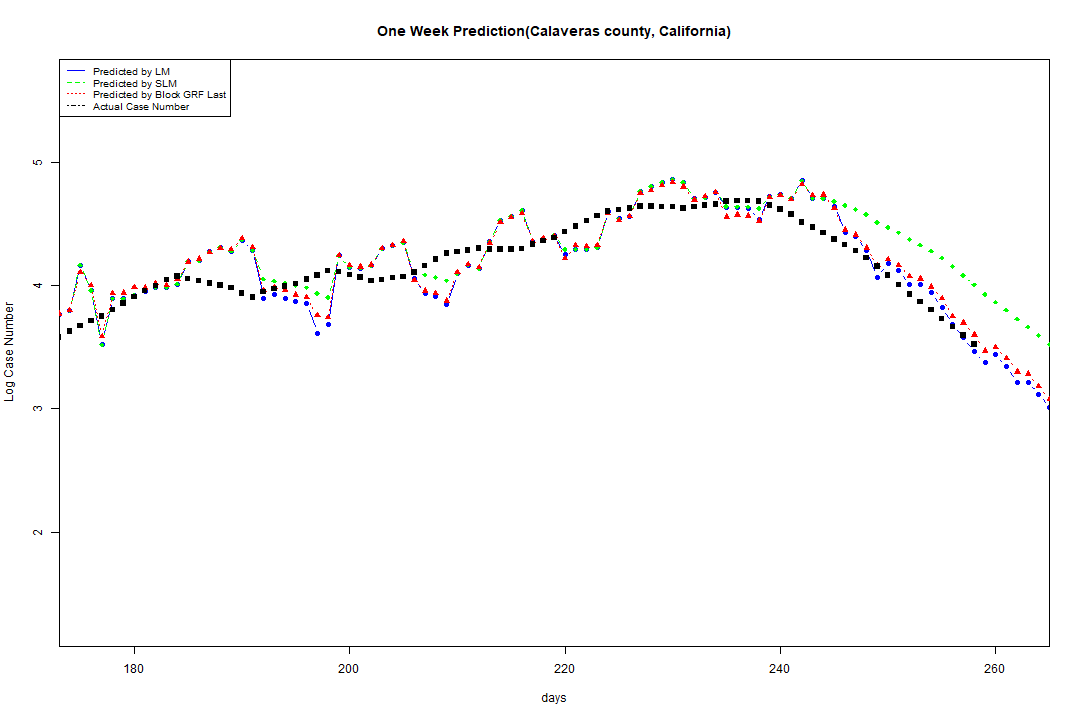 One Week Prediction(Calaveras county, California)
Predicted by LM
Predicted by SLM
Predicted by Block GRF Last
Actual Case Number
5
4
3
2
Log Case Number
180 200 220 240 260
days